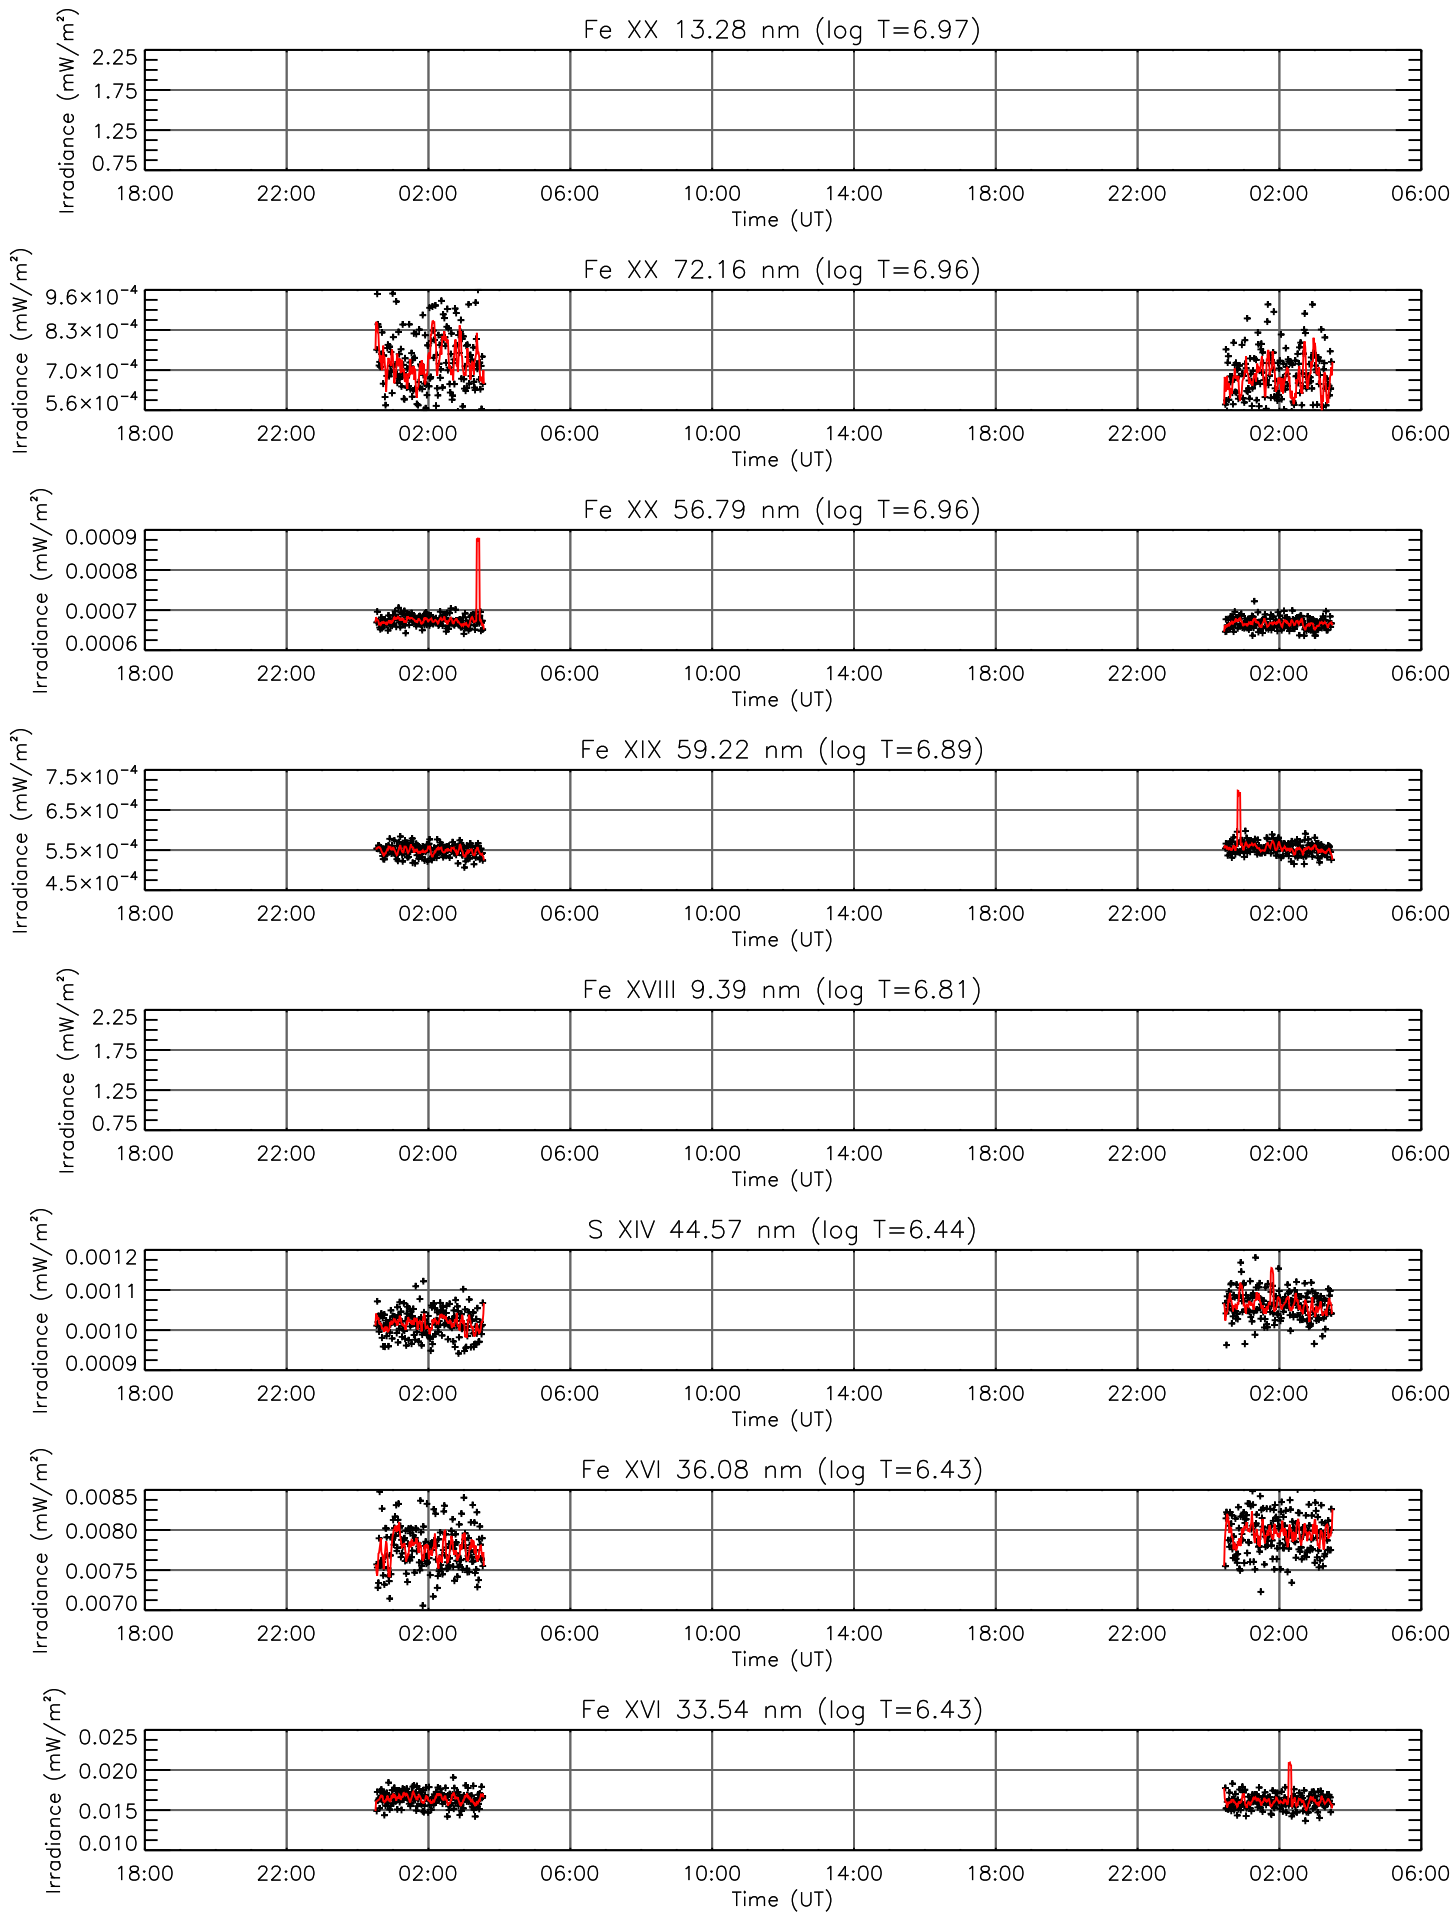 Fe XX 13.28 nm (log T=6.97)
Irradiance (mW/m²)
2.25
1.75
1.25
0.75
18:00 22:00 02:00 06:00 10:00 14:00 18:00 22:00 02:00 06:00
Time (UT)
Fe XX 72.16 nm (log T=6.96)
Irradiance (mW/m²)
9.6×10⁻⁴
8.3×10⁻⁴
7.0×10⁻⁴
5.6×10⁻⁴
18:00 22:00 02:00 06:00 10:00 14:00 18:00 22:00 02:00 06:00
Time (UT)
Fe XX 56.79 nm (log T=6.96)
Irradiance (mW/m²)
0.0009
0.0008
0.0007
0.0006
18:00 22:00 02:00 06:00 10:00 14:00 18:00 22:00 02:00 06:00
Time (UT)
Fe XIX 59.22 nm (log T=6.89)
Irradiance (mW/m²)
7.5×10⁻⁴
6.5×10⁻⁴
5.5×10⁻⁴
4.5×10⁻⁴
18:00 22:00 02:00 06:00 10:00 14:00 18:00 22:00 02:00 06:00
Time (UT)
Fe XVIII 9.39 nm (log T=6.81)
Irradiance (mW/m²)
2.25
1.75
1.25
0.75
18:00 22:00 02:00 06:00 10:00 14:00 18:00 22:00 02:00 06:00
Time (UT)
S XIV 44.57 nm (log T=6.44)
Irradiance (mW/m²)
0.0012
0.0011
0.0010
0.0009
18:00 22:00 02:00 06:00 10:00 14:00 18:00 22:00 02:00 06:00
Time (UT)
Fe XVI 36.08 nm (log T=6.43)
Irradiance (mW/m²)
0.0085
0.0080
0.0075
0.0070
18:00 22:00 02:00 06:00 10:00 14:00 18:00 22:00 02:00 06:00
Time (UT)
Fe XVI 33.54 nm (log T=6.43)
Irradiance (mW/m²)
0.025
0.020
0.015
0.010
18:00 22:00 02:00 06:00 10:00 14:00 18:00 22:00 02:00 06:00
Time (UT)